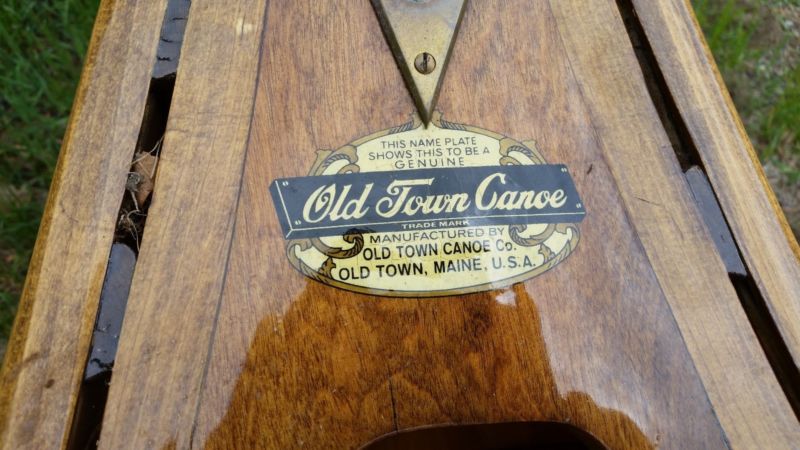 THIS NAME PLATE
SHOWS THIS TO BE A
GENUINE
"Old Town Canoe"
TRADE MARK
MANUFACTURED BY
OLD TOWN CANOE Co.
OLD TOWN, MAINE, U.S.A.